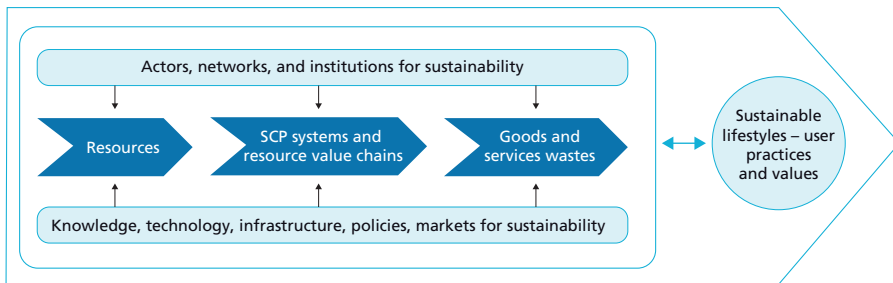 Actors, networks, and institutions for sustainability
Resources
SCP systems and
resource value chains
Goods and
services wastes
Sustainable
lifestyles – user
practices
and values
Knowledge, technology, infrastructure, policies, markets for sustainability